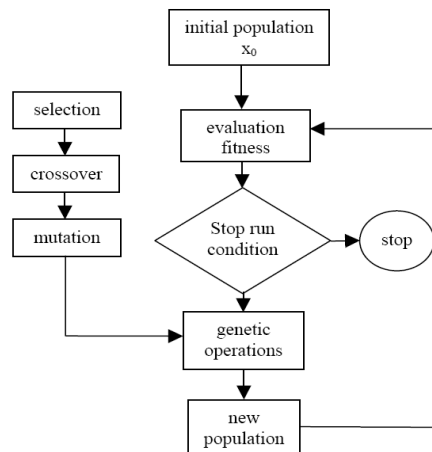 initial population
x₀
selection
crossover
mutation
evaluation
fitness
Stop run
condition
stop
genetic
operations
new
population